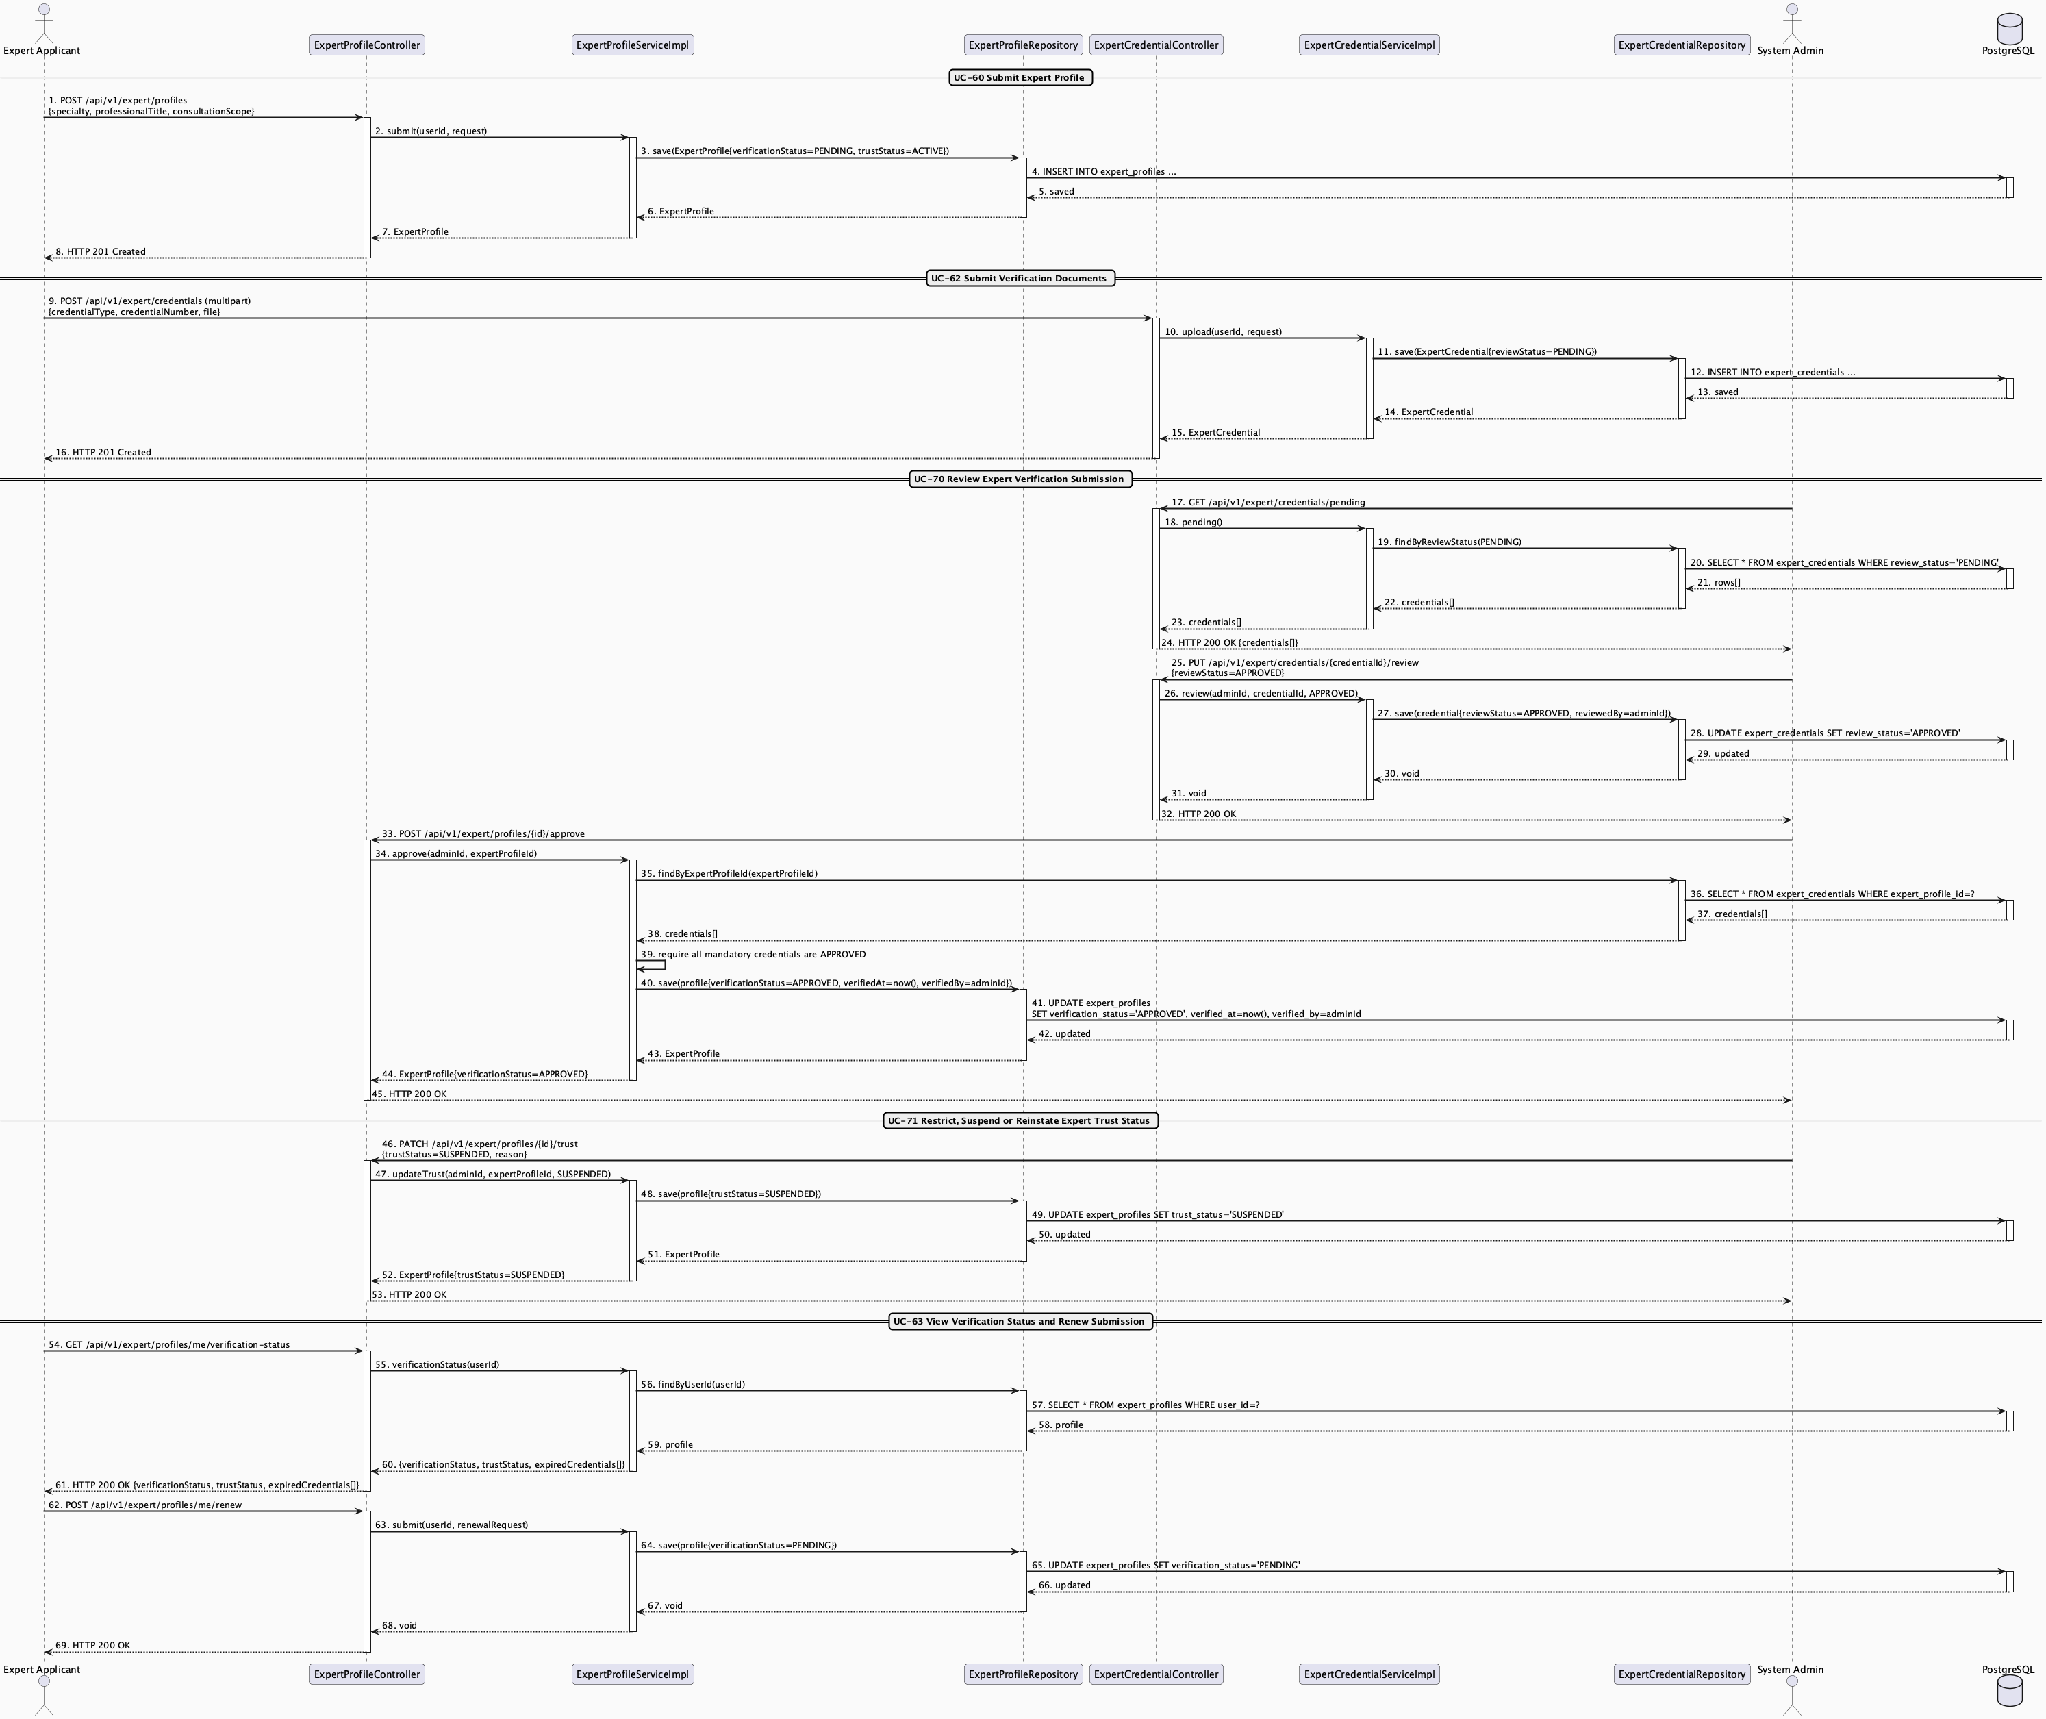 Expert Applicant
ExpertProfileController
ExpertProfileServiceImpl
ExpertProfileRepository
ExpertCredentialController
ExpertCredentialServiceImpl
ExpertCredentialRepository
System Admin
PostgreSQL
UC-60 Submit Expert Profile
1. POST /api/v1/expert/profiles
{specialty, professionalTitle, consultationScope}
2. submit(userId, request)
3. save(ExpertProfile{verificationStatus=PENDING, trustStatus=ACTIVE})
4. INSERT INTO expert_profiles ...
5. saved
6. ExpertProfile
7. ExpertProfile
8. HTTP 201 Created
UC-62 Submit Verification Documents
9. POST /api/v1/expert/credentials (multipart)
{credentialType, credentialNumber, file}
10. upload(userId, request)
11. save(ExpertCredential{reviewStatus=PENDING})
12. INSERT INTO expert_credentials ...
13. saved
14. ExpertCredential
15. ExpertCredential
16. HTTP 201 Created
UC-70 Review Expert Verification Submission
17. GET /api/v1/expert/credentials/pending
18. pending()
19. findByReviewStatus(PENDING)
20. SELECT * FROM expert_credentials WHERE review_status='PENDING'
21. rows[]
22. credentials[]
23. credentials[]
24. HTTP 200 OK {credentials[]}
25. PUT /api/v1/expert/credentials/{credentialId}/review
{reviewStatus=APPROVED}
26. review(adminId, credentialId, APPROVED)
27. save(credential{reviewStatus=APPROVED, reviewedBy=adminId})
28. UPDATE expert_credentials SET review_status='APPROVED'
29. updated
30. void
31. void
32. HTTP 200 OK
33. POST /api/v1/expert/profiles/{id}/approve
34. approve(adminId, expertProfileId)
35. findByExpertProfileId(expertProfileId)
36. SELECT * FROM expert_credentials WHERE expert_profile_id=?
37. credentials[]
38. credentials[]
39. require all mandatory credentials are APPROVED
40. save(profile{verificationStatus=APPROVED, verifiedAt=now(), verifiedBy=adminId})
41. UPDATE expert_profiles
SET verification_status='APPROVED', verified_at=now(), verified_by=adminId
42. updated
43. ExpertProfile
44. ExpertProfile{verificationStatus=APPROVED}
45. HTTP 200 OK
UC-71 Restrict, Suspend or Reinstate Expert Trust Status
46. PATCH /api/v1/expert/profiles/{id}/trust
{trustStatus=SUSPENDED, reason}
47. updateTrust(adminId, expertProfileId, SUSPENDED)
48. save(profile{trustStatus=SUSPENDED})
49. UPDATE expert_profiles SET trust_status='SUSPENDED'
50. updated
51. ExpertProfile
52. ExpertProfile{trustStatus=SUSPENDED}
53. HTTP 200 OK
UC-63 View Verification Status and Renew Submission
54. GET /api/v1/expert/profiles/me/verification-status
55. verificationStatus(userId)
56. findByUserId(userId)
57. SELECT * FROM expert_profiles WHERE user_id=?
58. profile
59. profile
60. {verificationStatus, trustStatus, expiredCredentials[]}
61. HTTP 200 OK {verificationStatus, trustStatus, expiredCredentials[]}
62. POST /api/v1/expert/profiles/me/renew
63. submit(userId, renewalRequest)
64. save(profile{verificationStatus=PENDING})
65. UPDATE expert_profiles SET verification_status='PENDING'
66. updated
67. void
68. void
69. HTTP 200 OK
Expert Applicant
ExpertProfileController
ExpertProfileServiceImpl
ExpertProfileRepository
ExpertCredentialController
ExpertCredentialServiceImpl
ExpertCredentialRepository
System Admin
PostgreSQL